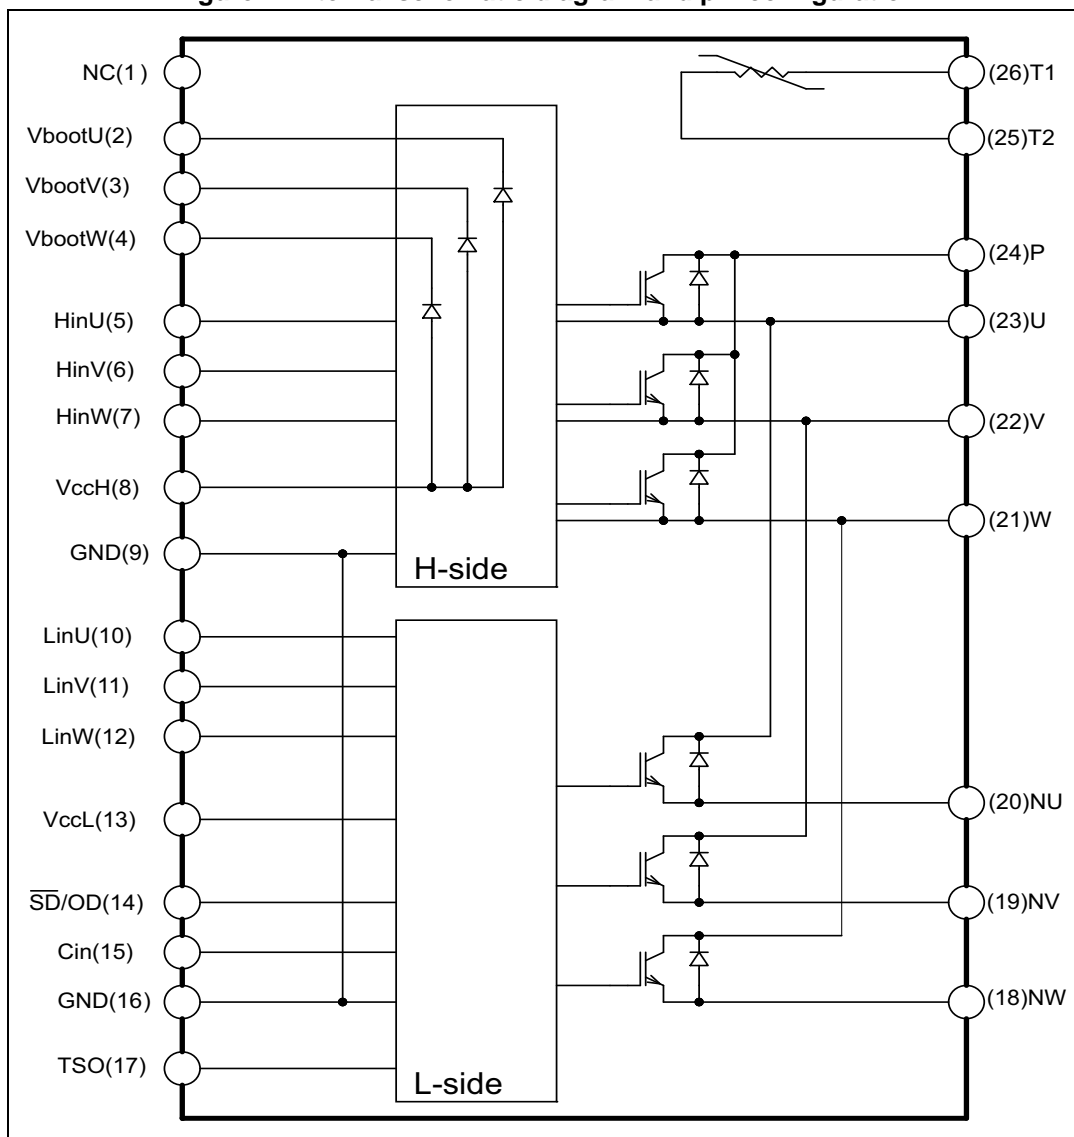 NC(1)
VbootU(2)
VbootV(3)
VbootW(4)
HinU(5)
HinV(6)
HinW(7)
VccH(8)
GND(9)
LinU(10)
LinV(11)
LinW(12)
VccL(13)
S̅D̅/OD(14)
Cin(15)
GND(16)
TSO(17)
H-side
L-side
(26)T1
(25)T2
(24)P
(23)U
(22)V
(21)W
(20)NU
(19)NV
(18)NW